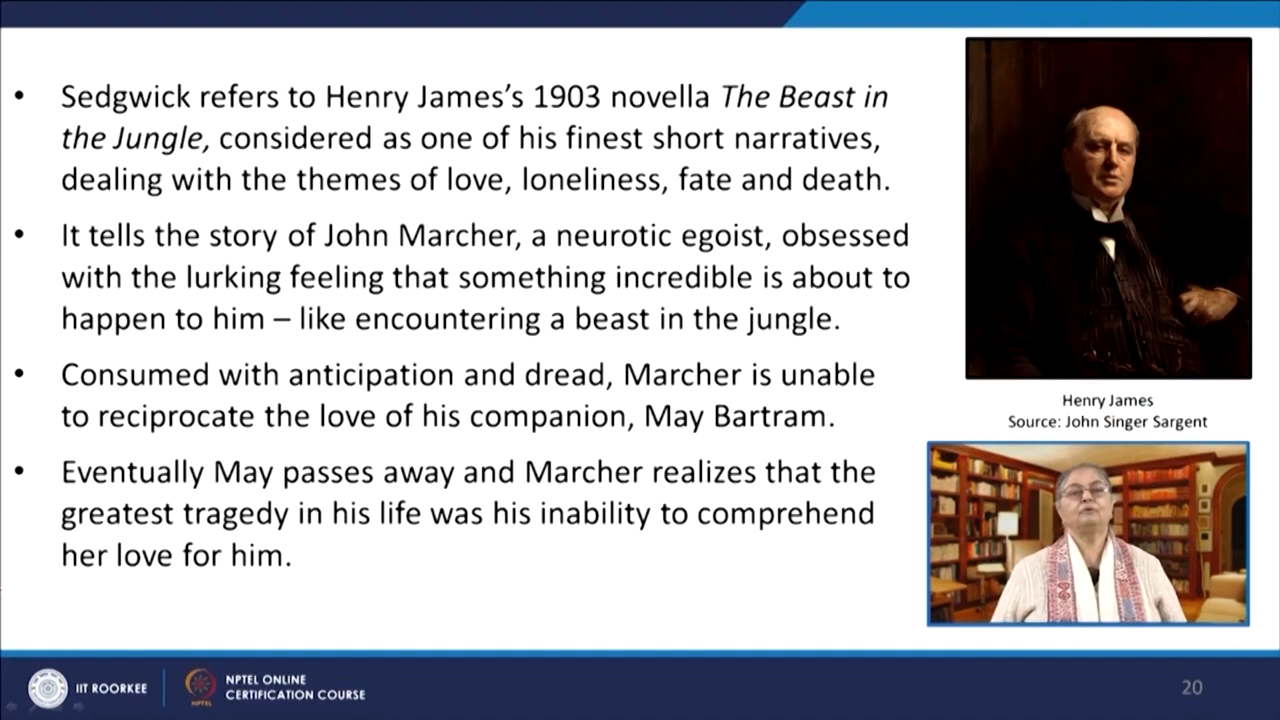 • Sedgwick refers to Henry James’s 1903 novella The Beast in
the Jungle, considered as one of his finest short narratives,
dealing with the themes of love, loneliness, fate and death.
• It tells the story of John Marcher, a neurotic egoist, obsessed
with the lurking feeling that something incredible is about to
happen to him – like encountering a beast in the jungle.
• Consumed with anticipation and dread, Marcher is unable
to reciprocate the love of his companion, May Bartram.
• Eventually May passes away and Marcher realizes that the
greatest tragedy in his life was his inability to comprehend
her love for him.
Henry James
Source: John Singer Sargent
IIT ROORKEE
NPTEL
NPTEL ONLINE
CERTIFICATION COURSE
20